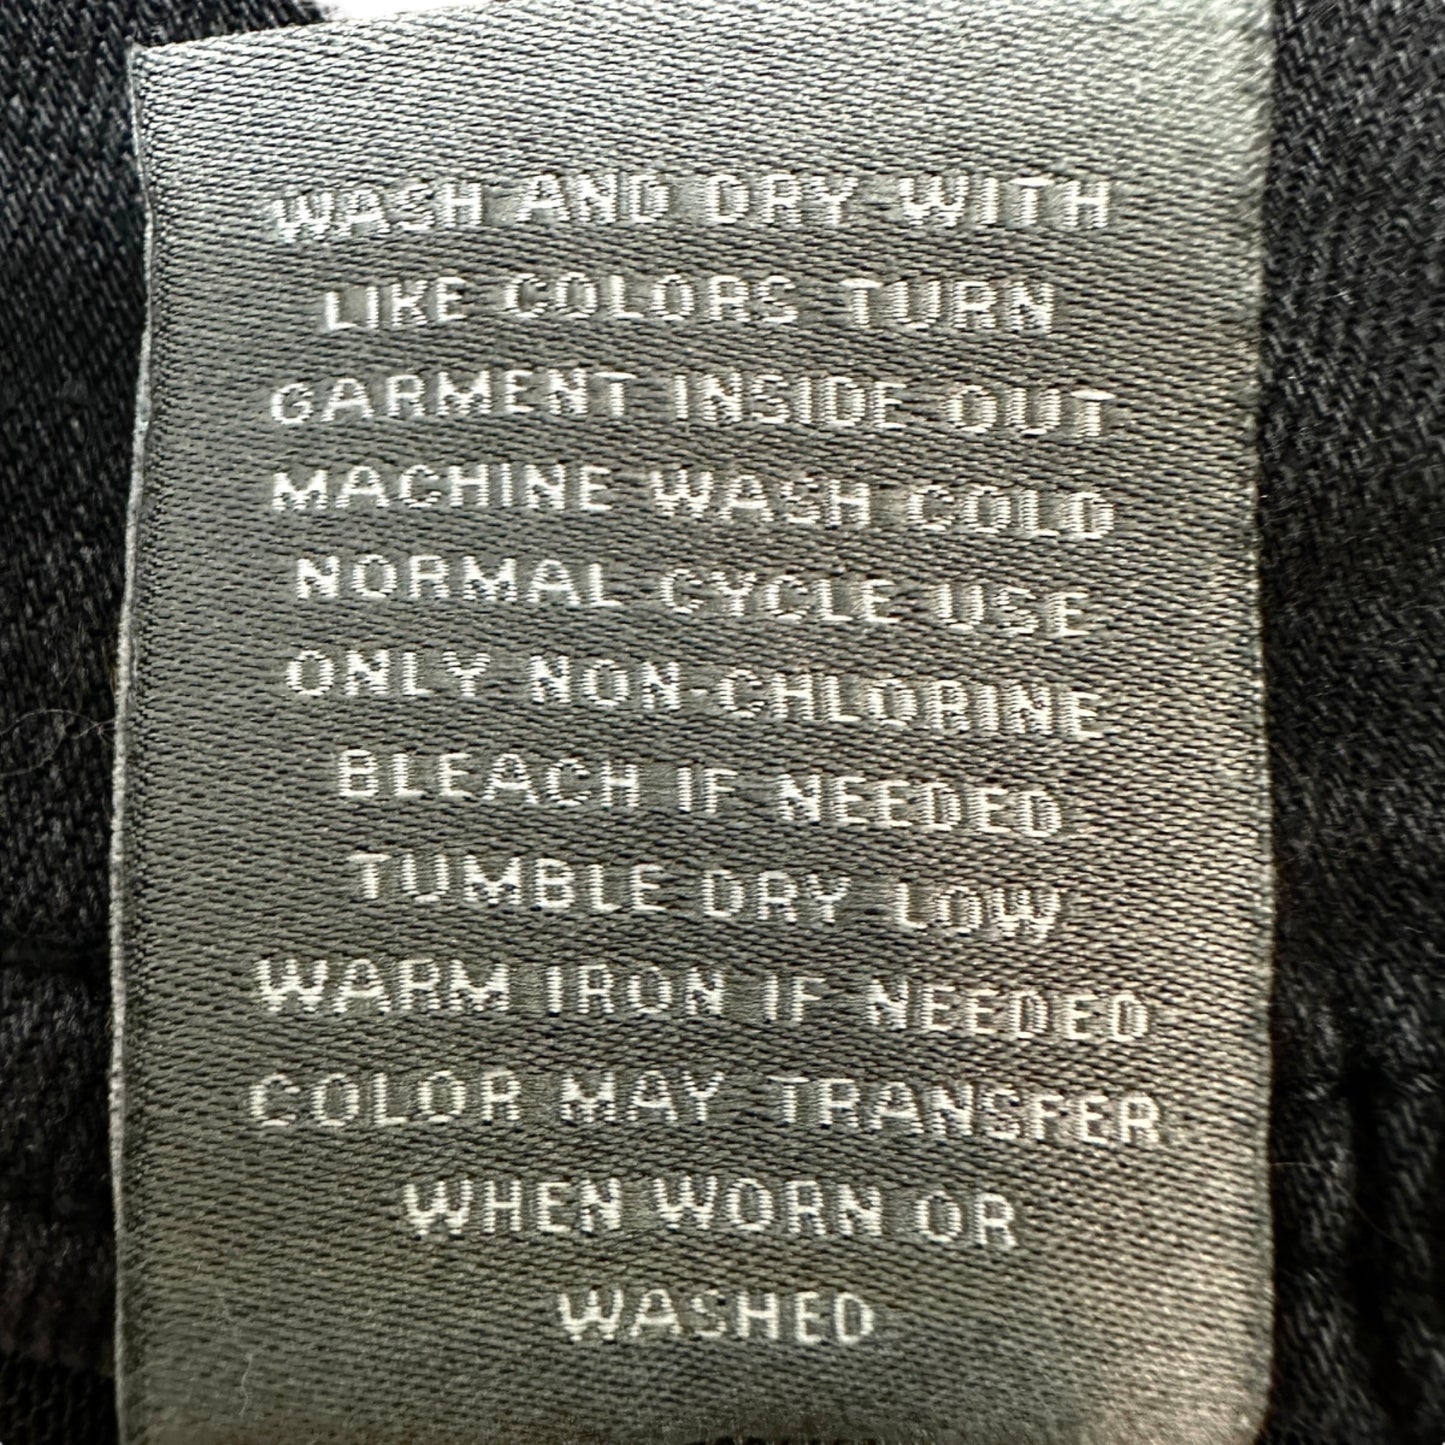 WASH AND DRY WITH
LIKE COLORS TURN
GARMENT INSIDE OUT
MACHINE WASH COLD
NORMAL CYCLE USE
ONLY NON-CHLORINE
BLEACH IF NEEDED
TUMBLE DRY LOW
WARM IRON IF NEEDED
COLOR MAY TRANSFER
WHEN WORN OR
WASHED